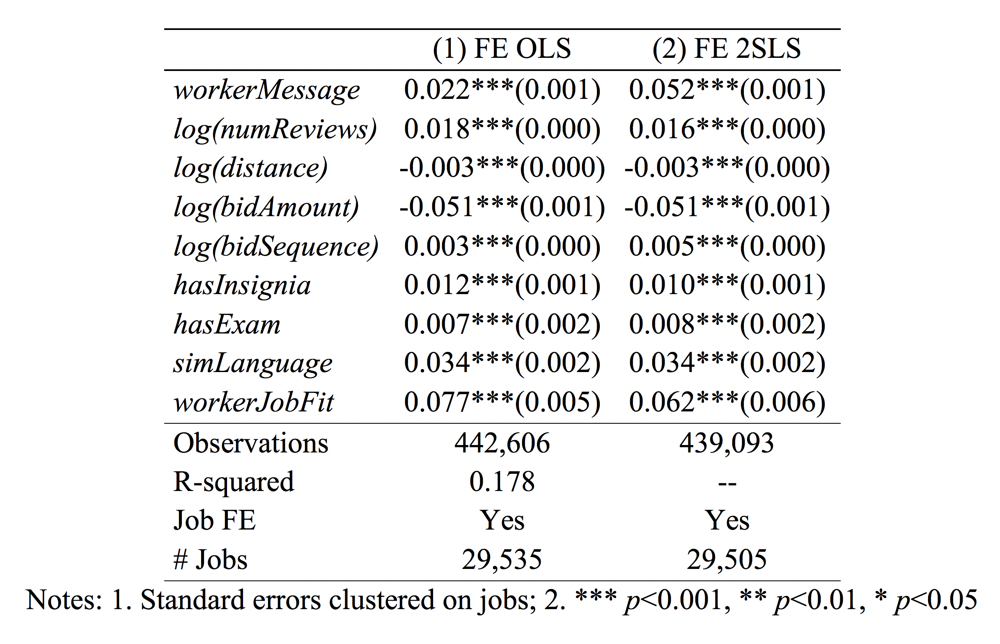 (1) FE OLS (2) FE 2SLS
workerMessage 0.022***(0.001) 0.052***(0.001)
log(numReviews) 0.018***(0.000) 0.016***(0.000)
log(distance) -0.003***(0.000) -0.003***(0.000)
log(bidAmount) -0.051***(0.001) -0.051***(0.001)
log(bidSequence) 0.003***(0.000) 0.005***(0.000)
hasInsignia 0.012***(0.001) 0.010***(0.001)
hasExam 0.007***(0.002) 0.008***(0.002)
simLanguage 0.034***(0.002) 0.034***(0.002)
workerJobFit 0.077***(0.005) 0.062***(0.006)
Observations 442,606 439,093
R-squared 0.178 --
Job FE Yes Yes
# Jobs 29,535 29,505
Notes: 1. Standard errors clustered on jobs; 2. *** p<0.001, ** p<0.01, * p<0.05